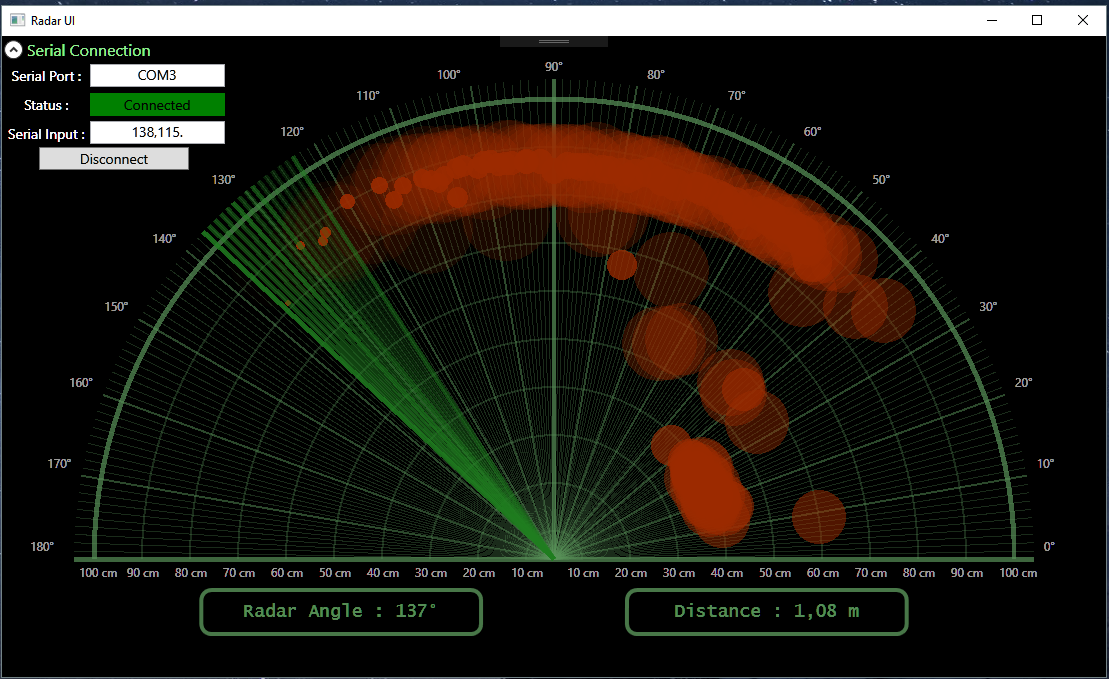 Radar UI
Serial Connection
Serial Port : COM3
Status : Connected
Serial Input : 138,115.
Disconnect
90°
100° 80°
110° 70°
120° 60°
130° 50°
140° 40°
150° 30°
160° 20°
170° 10°
180° 0°
100 cm 90 cm 80 cm 70 cm 60 cm 50 cm 40 cm 30 cm 20 cm 10 cm 10 cm 20 cm 30 cm 40 cm 50 cm 60 cm 70 cm 80 cm 90 cm 100 cm
Radar Angle : 137° Distance : 1,08 m